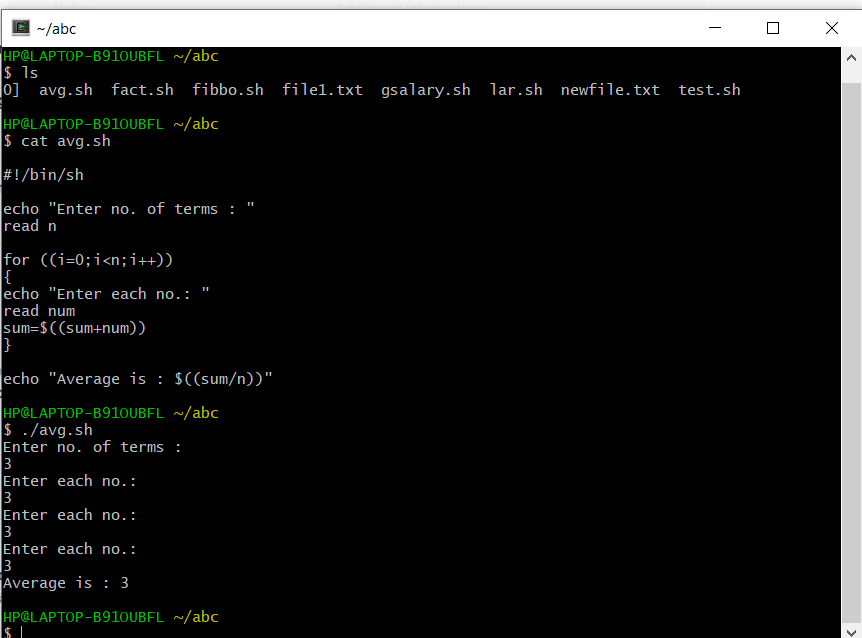 ~/abc
HP@LAPTOP-B91OUBFL ~/abc
$ ls
0]  avg.sh  fact.sh  fibbo.sh  file1.txt  gsalary.sh  lar.sh  newfile.txt  test.sh
HP@LAPTOP-B91OUBFL ~/abc
$ cat avg.sh
#!/bin/sh
echo "Enter no. of terms : "
read n
for ((i=0;i<n;i++))
{
echo "Enter each no.: "
read num
sum=$((sum+num))
}
echo "Average is : $((sum/n))"
HP@LAPTOP-B91OUBFL ~/abc
$ ./avg.sh
Enter no. of terms :
3
Enter each no.:
3
Enter each no.:
3
Enter each no.:
3
Average is : 3
HP@LAPTOP-B91OUBFL ~/abc
$